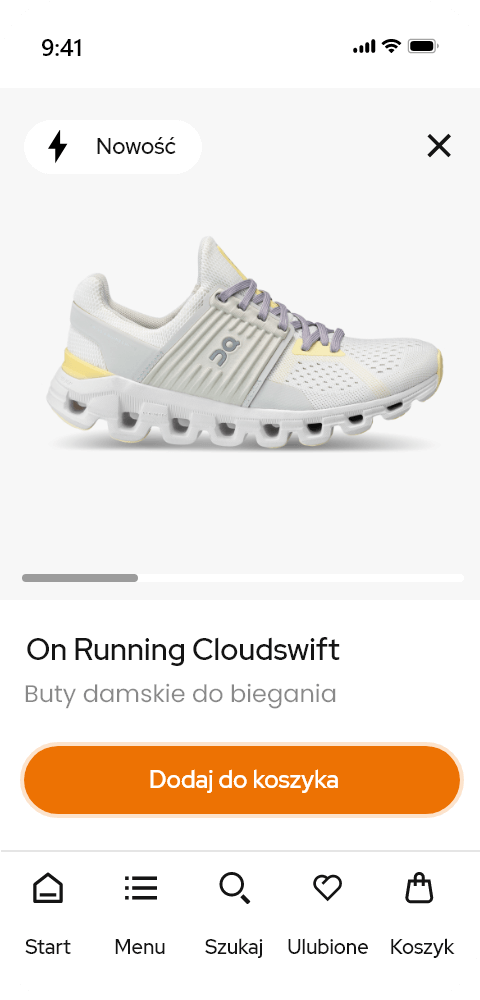 9:41
Nowość
On Running Cloudswift
Buty damskie do biegania
Dodaj do koszyka
Start Menu Szukaj Ulubione Koszyk